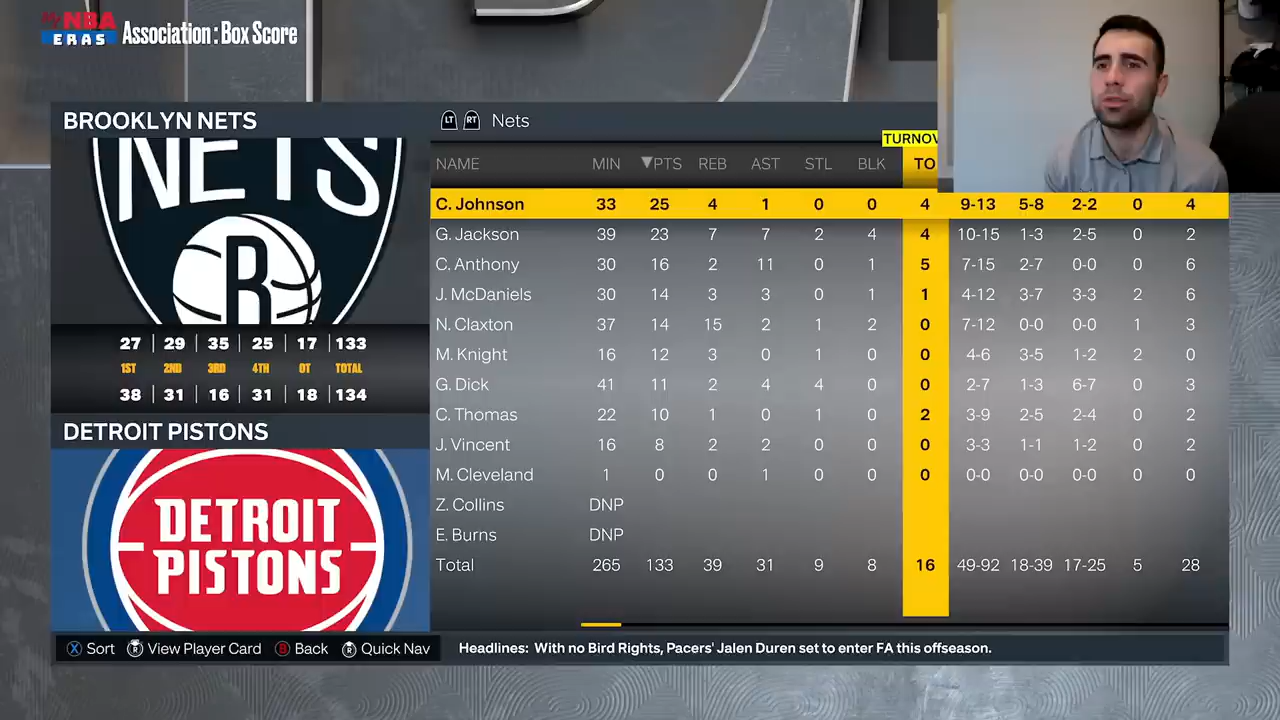 MyNBA
ERAS
Association : Box Score
BROOKLYN NETS
NETS
B
27 | 29 | 35 | 25 | 17 | 133
1ST 2ND 3RD 4TH OT TOTAL
38 | 31 | 16 | 31 | 18 | 134
DETROIT PISTONS
DETROIT
PISTONS
LT RT Nets
TURNOV
NAME MIN ▼PTS REB AST STL BLK TO
C. Johnson 33 25 4 1 0 0 4 9-13 5-8 2-2 0 4
G. Jackson 39 23 7 7 2 4 4 10-15 1-3 2-5 0 2
C. Anthony 30 16 2 11 0 1 5 7-15 2-7 0-0 0 6
J. McDaniels 30 14 3 3 0 1 1 4-12 3-7 3-3 2 6
N. Claxton 37 14 15 2 1 2 0 7-12 0-0 0-0 1 3
M. Knight 16 12 3 0 1 0 0 4-6 3-5 1-2 2 0
G. Dick 41 11 2 4 4 0 0 2-7 1-3 6-7 0 3
C. Thomas 22 10 1 0 1 0 2 3-9 2-5 2-4 0 2
J. Vincent 16 8 2 2 0 0 0 3-3 1-1 1-2 0 2
M. Cleveland 1 0 0 1 0 0 0 0-0 0-0 0-0 0 0
Z. Collins DNP
E. Burns DNP
Total 265 133 39 31 9 8 16 49-92 18-39 17-25 5 28
X Sort R View Player Card B Back R Quick Nav
Headlines: With no Bird Rights, Pacers' Jalen Duren set to enter FA this offseason.